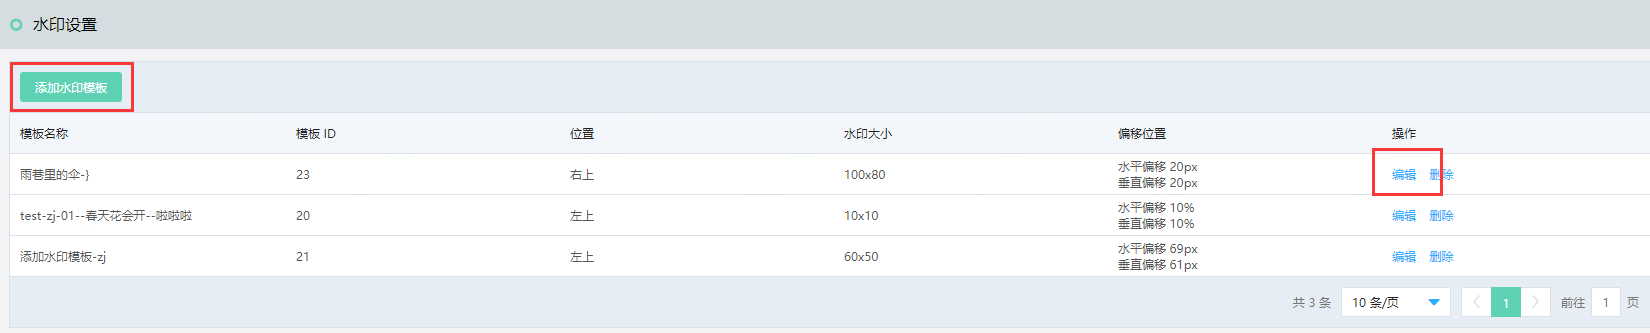 水印设置
添加水印模板
模板名称 模板 ID 位置 水印大小 偏移位置 操作
雨巷里的伞-} 23 右上 100x80 水平偏移 20px 编辑 删除
垂直偏移 20px
test-zj-01--春天花会开--啦啦啦 20 左上 10x10 水平偏移 10% 编辑 删除
垂直偏移 10%
添加水印模板-zj 21 左上 60x50 水平偏移 69px 编辑 删除
垂直偏移 61px
共 3 条 10 条/页 1 前往 1 页